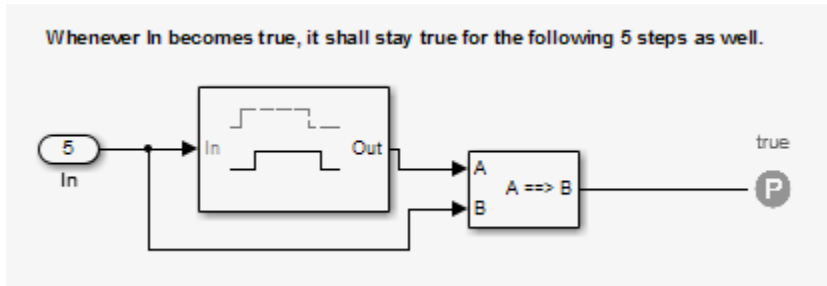 Whenever In becomes true, it shall stay true for the following 5 steps as well.
5
In
In
Out
A
B
A ==> B
true
P